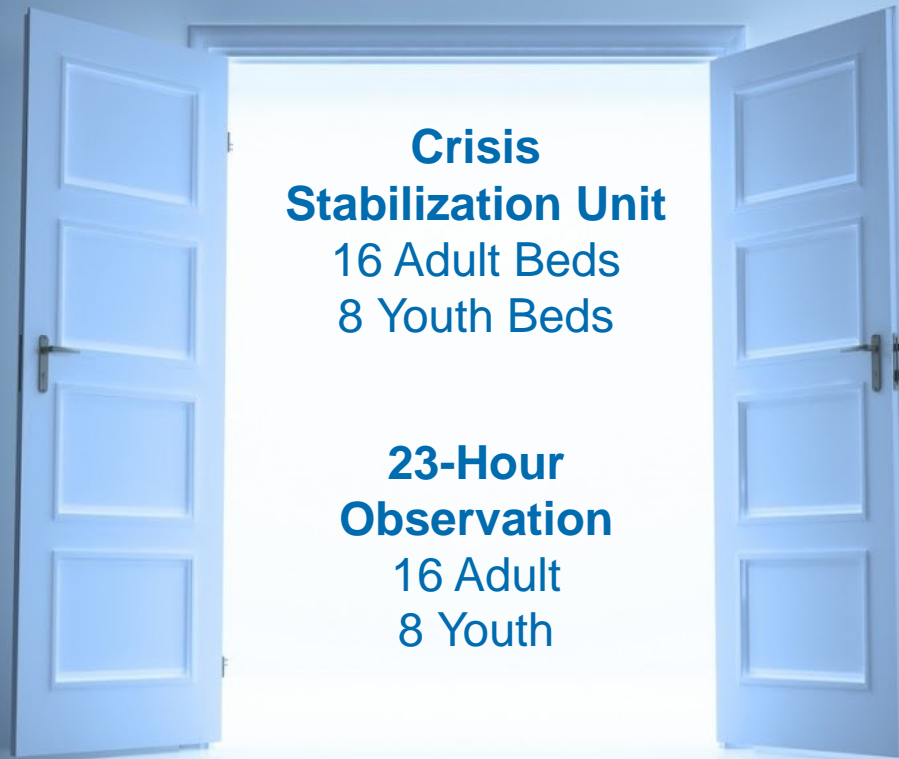 Crisis
Stabilization Unit
16 Adult Beds
8 Youth Beds
23-Hour
Observation
16 Adult
8 Youth